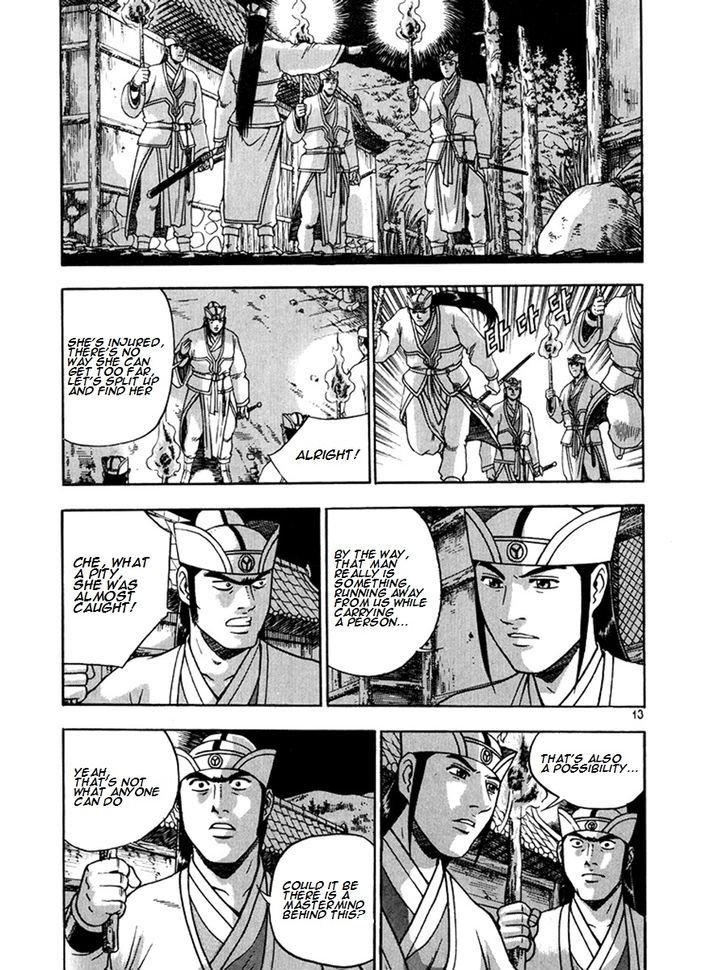 SHE'S INJURED,
THERE'S NO
WAY SHE CAN
GET TOO FAR,
LET'S SPLIT UP
AND FIND HER
ALRIGHT!
타 다 닥
CHE, WHAT
A PITY,
SHE WAS
ALMOST
CAUGHT!
BY THE WAY,
THAT MAN
REALLY IS
SOMETHING,
RUNNING AWAY
FROM US WHILE
CARRYING
A PERSON...
13
YEAH,
THAT'S NOT
WHAT ANYONE
CAN DO
COULD IT BE
THERE IS A
MASTERMIND
BEHIND THIS?
THAT'S ALSO
A POSSIBILITY...